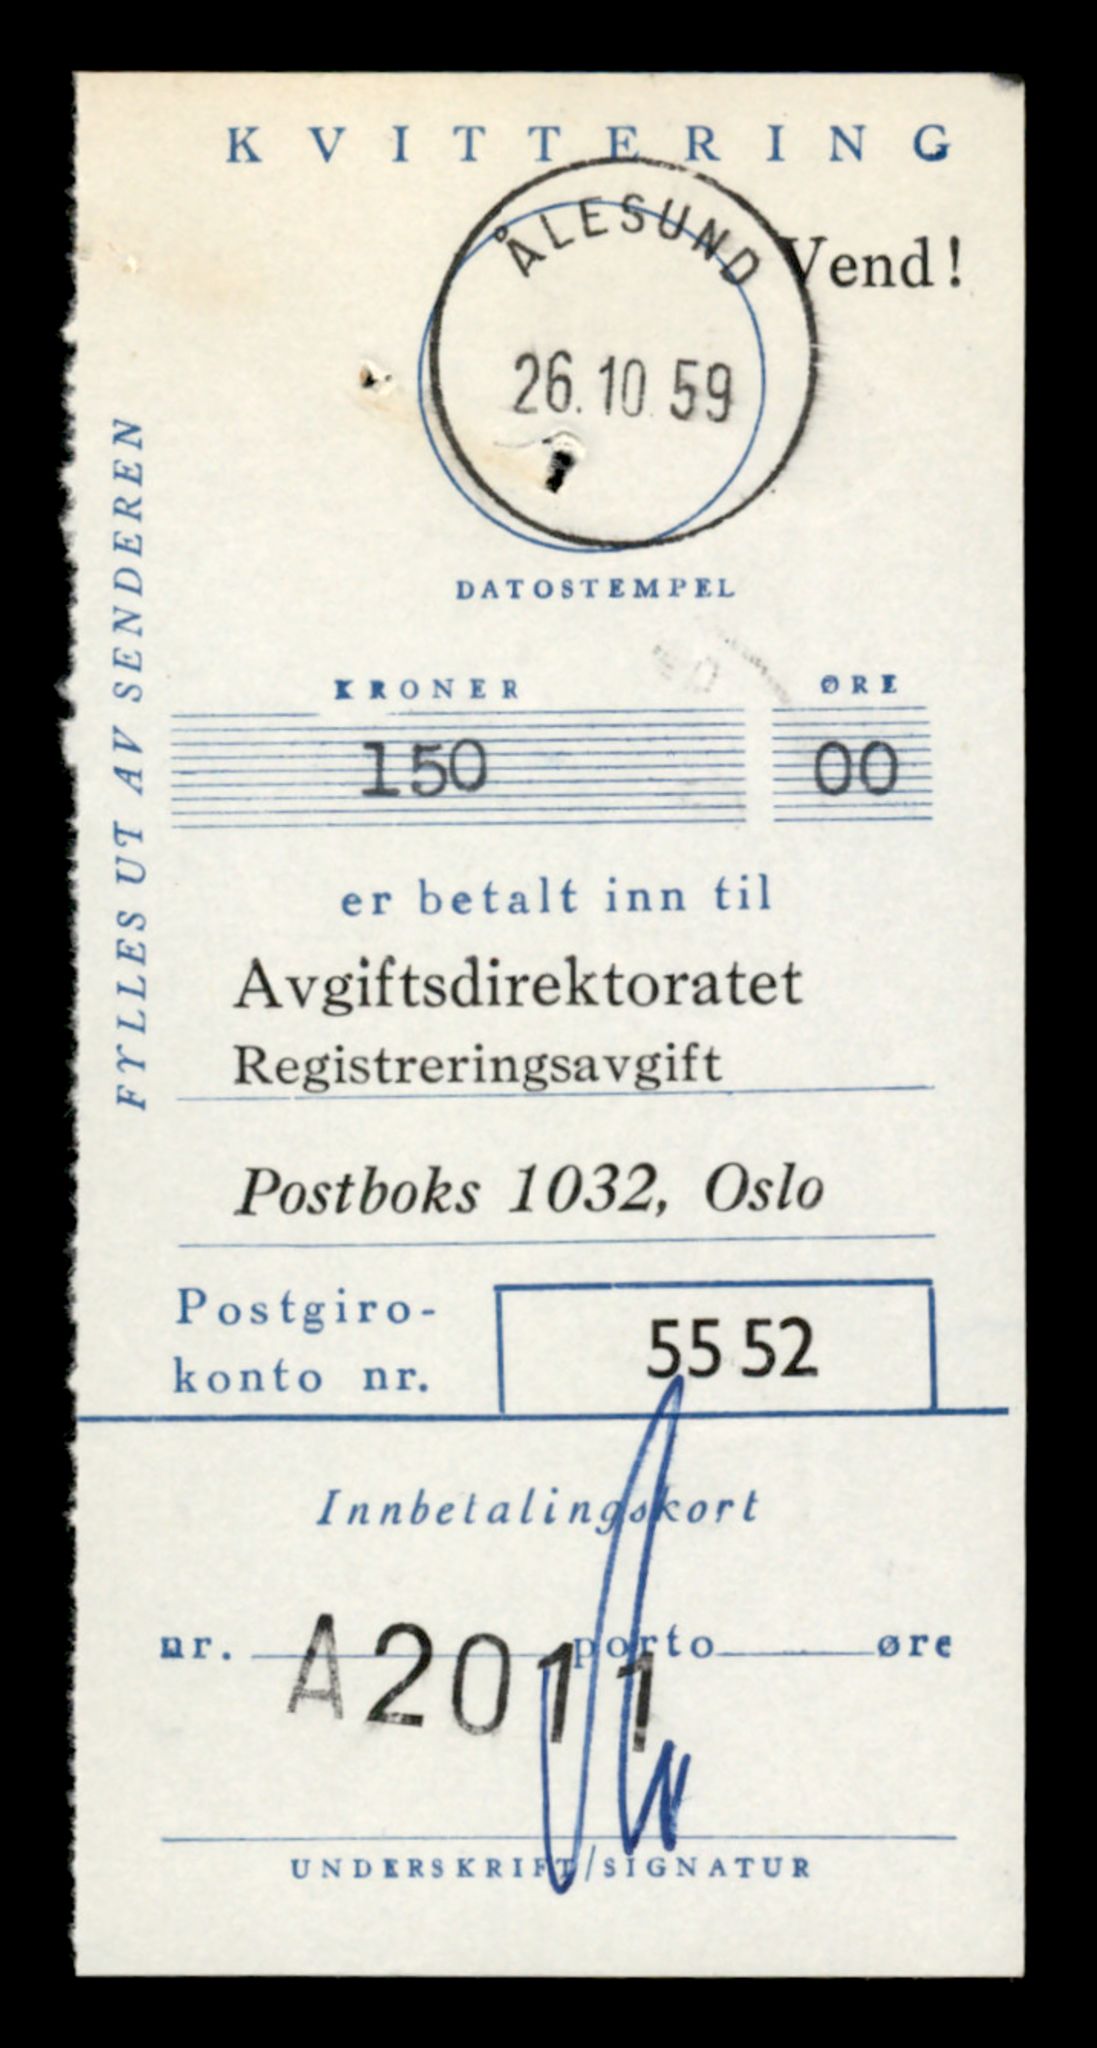 KVITTERING
ÅLESUND
Vend!
26.10.59
DATOSTEMPEL
FYLLES UT AV SENDEREN
KRONER ØRE
150 00
er betalt inn til
Avgiftsdirektoratet
Registreringsavgift
Postboks 1032, Oslo
Postgiro-
konto nr.
55 52
Innbetalingskort
nr. A2011 porto øre
UNDERSKRIFT/SIGNATUR